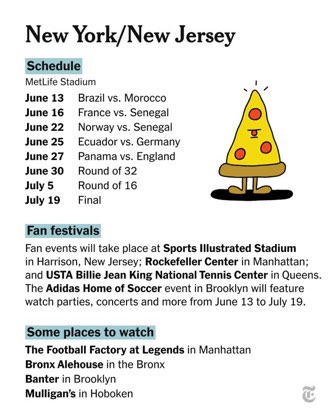 New York/New Jersey
Schedule
MetLife Stadium
June 13 Brazil vs. Morocco
June 16 France vs. Senegal
June 22 Norway vs. Senegal
June 25 Ecuador vs. Germany
June 27 Panama vs. England
June 30 Round of 32
July 5 Round of 16
July 19 Final
Fan festivals
Fan events will take place at Sports Illustrated Stadium
in Harrison, New Jersey; Rockefeller Center in Manhattan;
and USTA Billie Jean King National Tennis Center in Queens.
The Adidas Home of Soccer event in Brooklyn will feature
watch parties, concerts and more from June 13 to July 19.
Some places to watch
The Football Factory at Legends in Manhattan
Bronx Alehouse in the Bronx
Banter in Brooklyn
Mulligan's in Hoboken
T